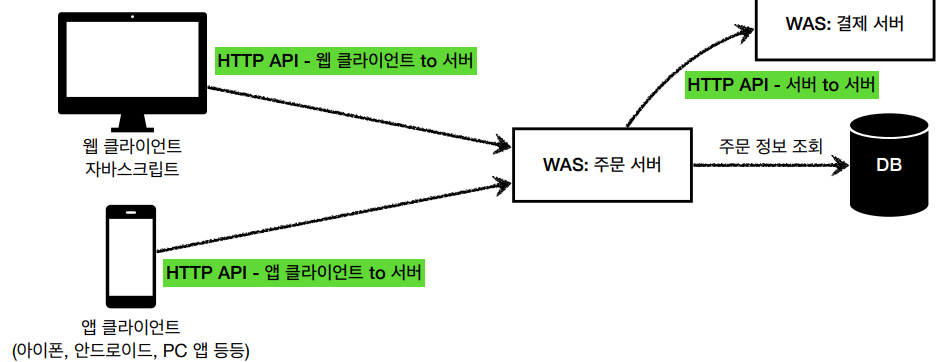 WAS: 결제 서버
HTTP API - 웹 클라이언트 to 서버
HTTP API - 서버 to 서버
웹 클라이언트
자바스크립트
WAS: 주문 서버
주문 정보 조회
DB
HTTP API - 앱 클라이언트 to 서버
앱 클라이언트
(아이폰, 안드로이드, PC 앱 등등)